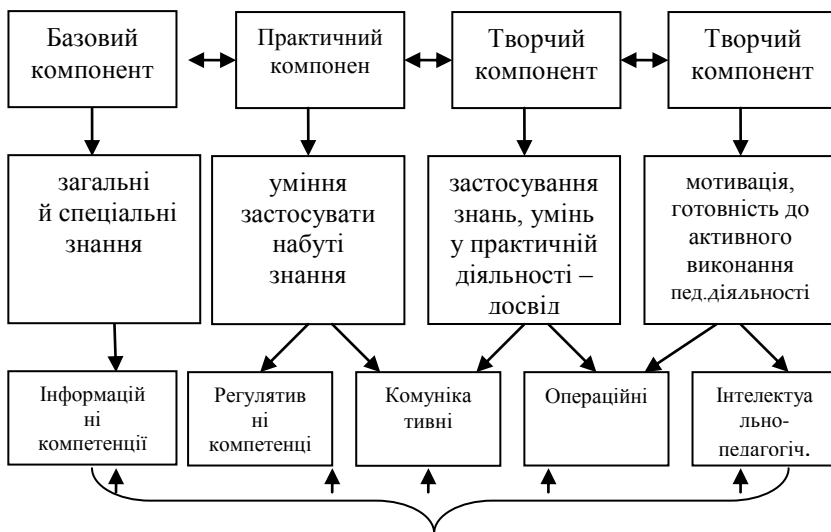 Базовий
компонент
Практичний
компонен
Творчий
компонент
Творчий
компонент
загальні
й спеціальні
знання
уміння
застосувати
набуті
знання
застосування
знань, умінь
у практичній
діяльності –
досвід
мотивація,
готовність до
активного
виконання
пед.діяльності
Інформацій
ні
компетенції
Регулятив
ні
компетенці
Комуніка
тивні
Операційні
Інтелектуа
льно-
педагогіч.